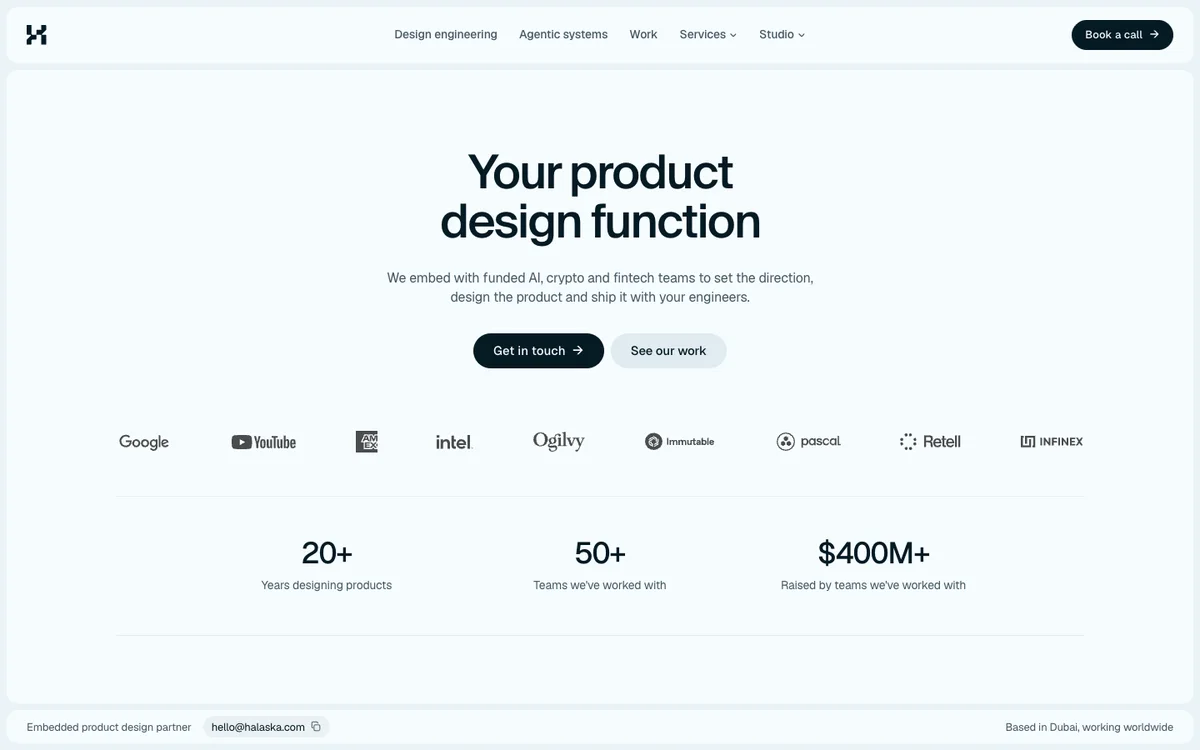 Design engineering
Agentic systems
Work
Services
Studio
Book a call
Your product
design function
We embed with funded AI, crypto and fintech teams to set the direction,
design the product and ship it with your engineers.
Get in touch
See our work
Google
YouTube
AM
EX
intel.
Ogilvy
Immutable
pascal
Retell
INFINEX
20+
Years designing products
50+
Teams we've worked with
$400M+
Raised by teams we've worked with
Embedded product design partner
hello@halaska.com
Based in Dubai, working worldwide